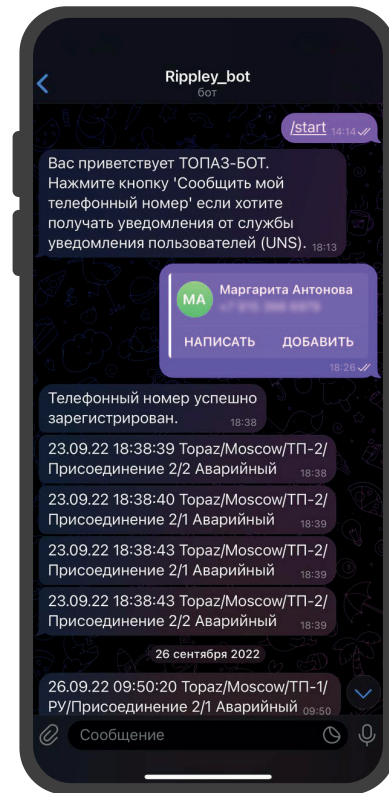 Rippley_bot
бот
/start 14:14
Вас приветствует ТОПАЗ-БОТ.
Нажмите кнопку 'Сообщить мой
телефонный номер' если хотите
получать уведомления от службы
уведомления пользователей (UNS). 18:13
МА Маргарита Антонова
НАПИСАТЬ ДОБАВИТЬ
18:26
Телефонный номер успешно
зарегистрирован. 18:38
23.09.22 18:38:39 Topaz/Moscow/ТП-2/
Присоединение 2/2 Аварийный 18:38
23.09.22 18:38:40 Topaz/Moscow/ТП-2/
Присоединение 2/1 Аварийный 18:39
23.09.22 18:38:43 Topaz/Moscow/ТП-2/
Присоединение 2/1 Аварийный 18:39
23.09.22 18:38:43 Topaz/Moscow/ТП-2/
Присоединение 2/2 Аварийный 18:39
26 сентября 2022
26.09.22 09:50:20 Topaz/Moscow/ТП-1/
РУ/Присоединение 2/1 Аварийный 09:50
Сообщение